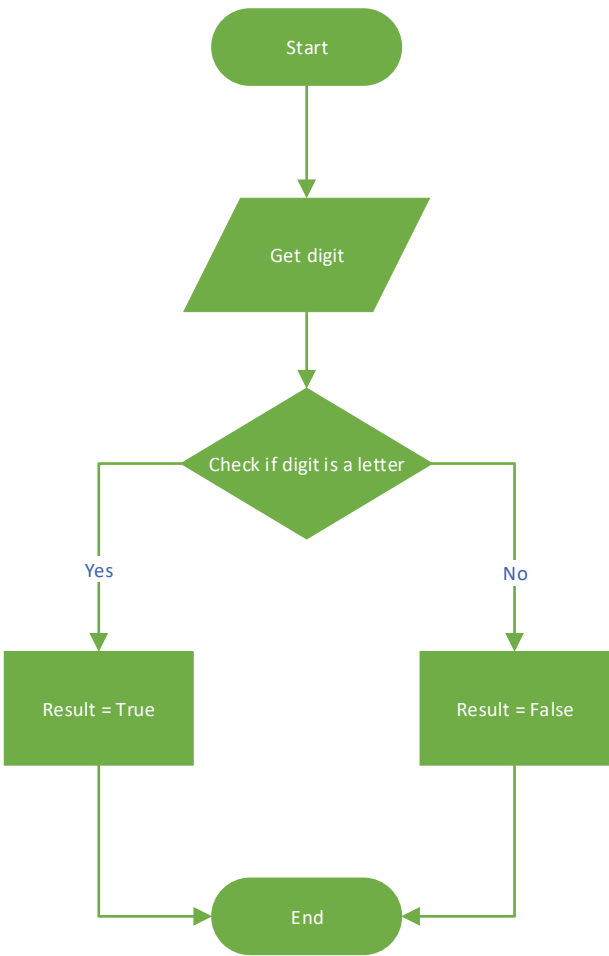 Start
Get digit
Check if digit is a letter
Yes
No
Result = True
Result = False
End